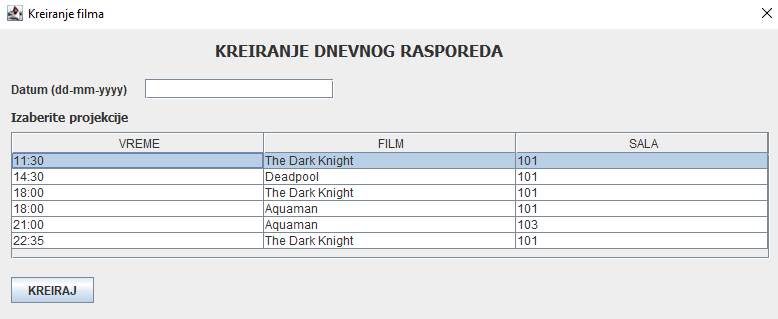 Kreiranje filma
KREIRANJE DNEVNOG RASPOREDA
Datum (dd-mm-yyyy)
Izaberite projekcije
VREME FILM SALA
11:30 The Dark Knight 101
14:30 Deadpool 101
18:00 The Dark Knight 101
18:00 Aquaman 101
21:00 Aquaman 103
22:35 The Dark Knight 101
KREIRAJ